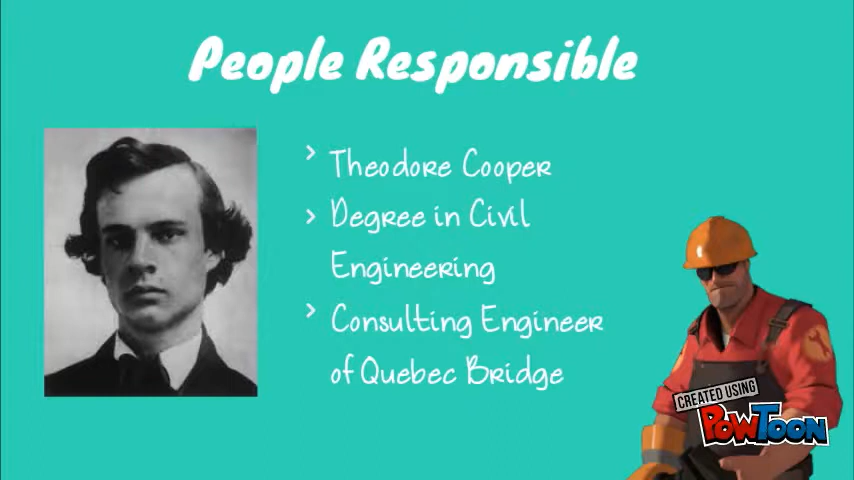 People Responsible
Theodore Cooper
Degree in Civil
Engineering
Consulting Engineer
of Quebec Bridge
CREATED USING
POWTOON